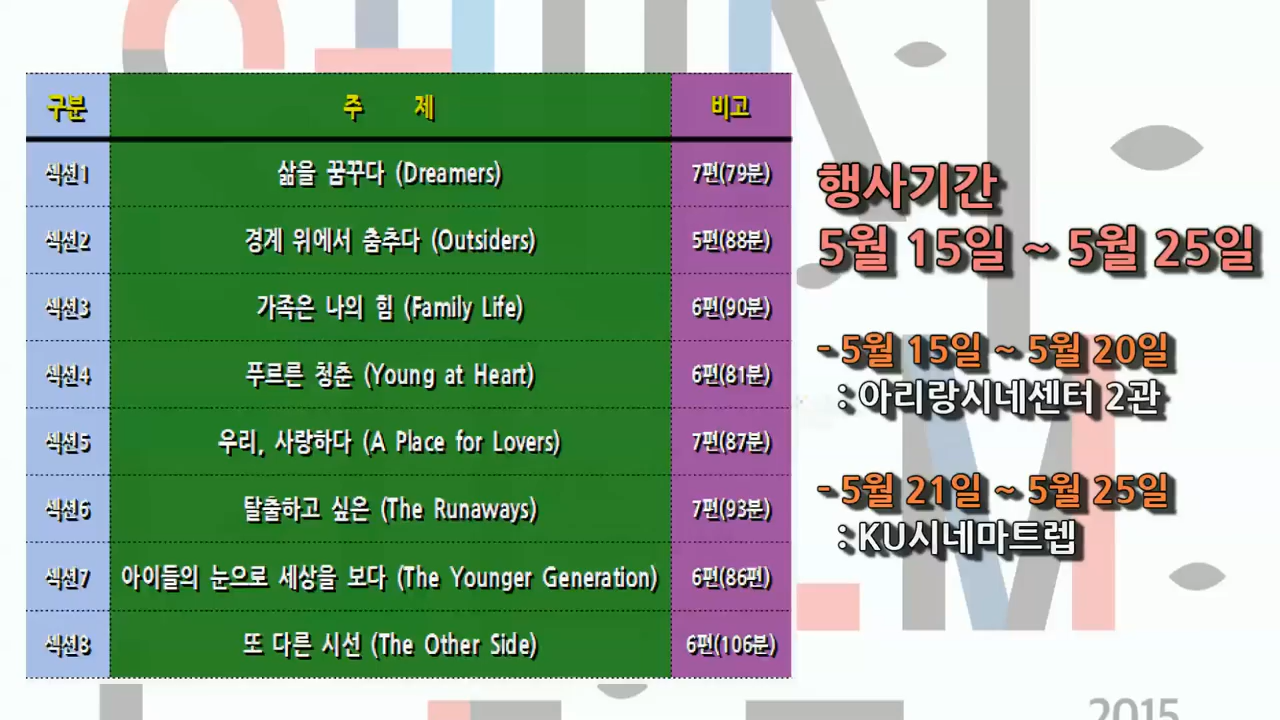 구분 주 제 비고
섹션1 삶을 꿈꾸다 (Dreamers) 7편(79분)
섹션2 경계 위에서 춤추다 (Outsiders) 5편(88분)
섹션3 가족은 나의 힘 (Family Life) 6편(90분)
섹션4 푸르른 청춘 (Young at Heart) 6편(81분)
섹션5 우리, 사랑하다 (A Place for Lovers) 7편(87분)
섹션6 탈출하고 싶은 (The Runaways) 7편(93분)
섹션7 아이들의 눈으로 세상을 보다 (The Younger Generation) 6편(86편)
섹션8 또 다른 시선 (The Other Side) 6편(106분)
행사기간
5월 15일 ~ 5월 25일
- 5월 15일 ~ 5월 20일
: 아리랑시네센터 2관
- 5월 21일 ~ 5월 25일
: KU시네마트렙
2015